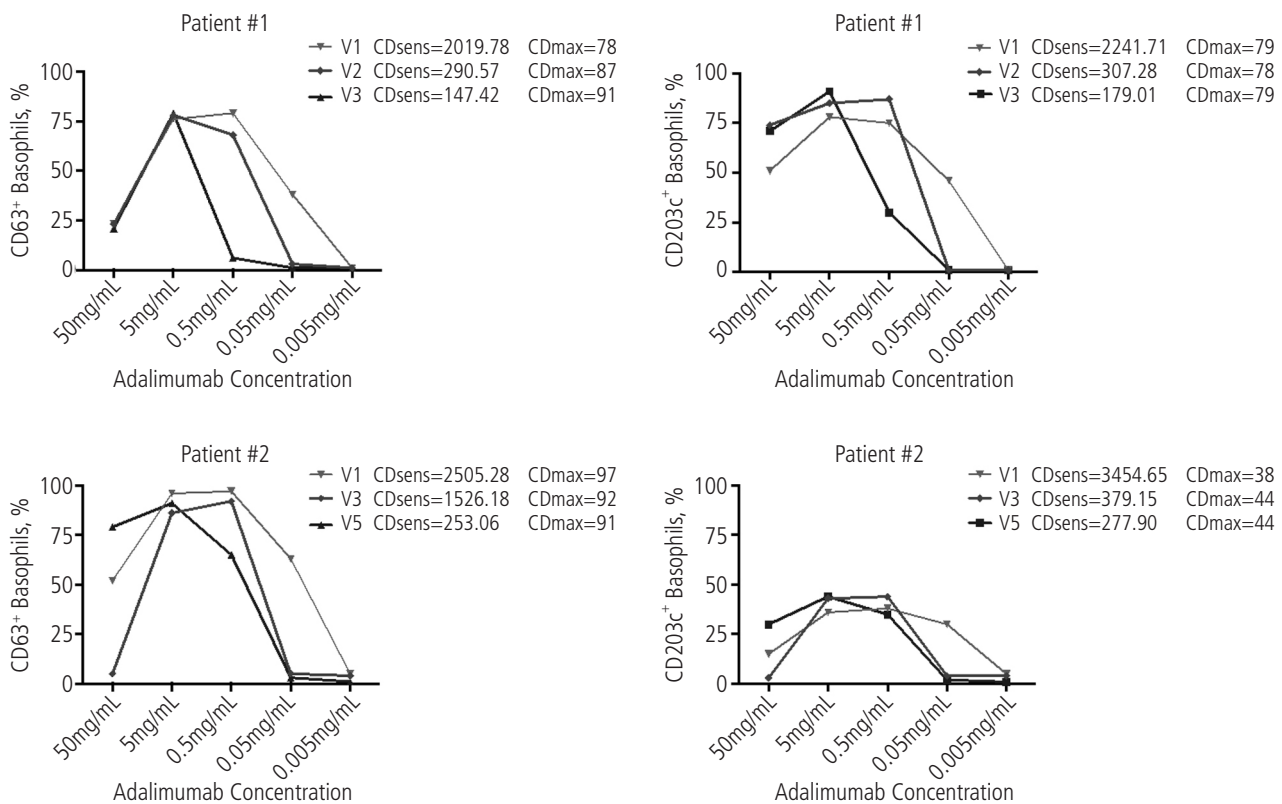 Patient #1
V1 CDsens=2019.78 CDmax=78
V2 CDsens=290.57 CDmax=87
V3 CDsens=147.42 CDmax=91
CD63+ Basophils, %
100
75
50
25
0
50mg/mL
5mg/mL
0.5mg/mL
0.05mg/mL
0.005mg/mL
Adalimumab Concentration
Patient #1
V1 CDsens=2241.71 CDmax=79
V2 CDsens=307.28 CDmax=78
V3 CDsens=179.01 CDmax=79
CD203c+ Basophils, %
100
75
50
25
0
50mg/mL
5mg/mL
0.5mg/mL
0.05mg/mL
0.005mg/mL
Adalimumab Concentration
Patient #2
V1 CDsens=2505.28 CDmax=97
V3 CDsens=1526.18 CDmax=92
V5 CDsens=253.06 CDmax=91
CD63+ Basophils, %
100
75
50
25
0
50mg/mL
5mg/mL
0.5mg/mL
0.05mg/mL
0.005mg/mL
Adalimumab Concentration
Patient #2
V1 CDsens=3454.65 CDmax=38
V3 CDsens=379.15 CDmax=44
V5 CDsens=277.90 CDmax=44
CD203c+ Basophils, %
100
75
50
25
0
50mg/mL
5mg/mL
0.5mg/mL
0.05mg/mL
0.005mg/mL
Adalimumab Concentration